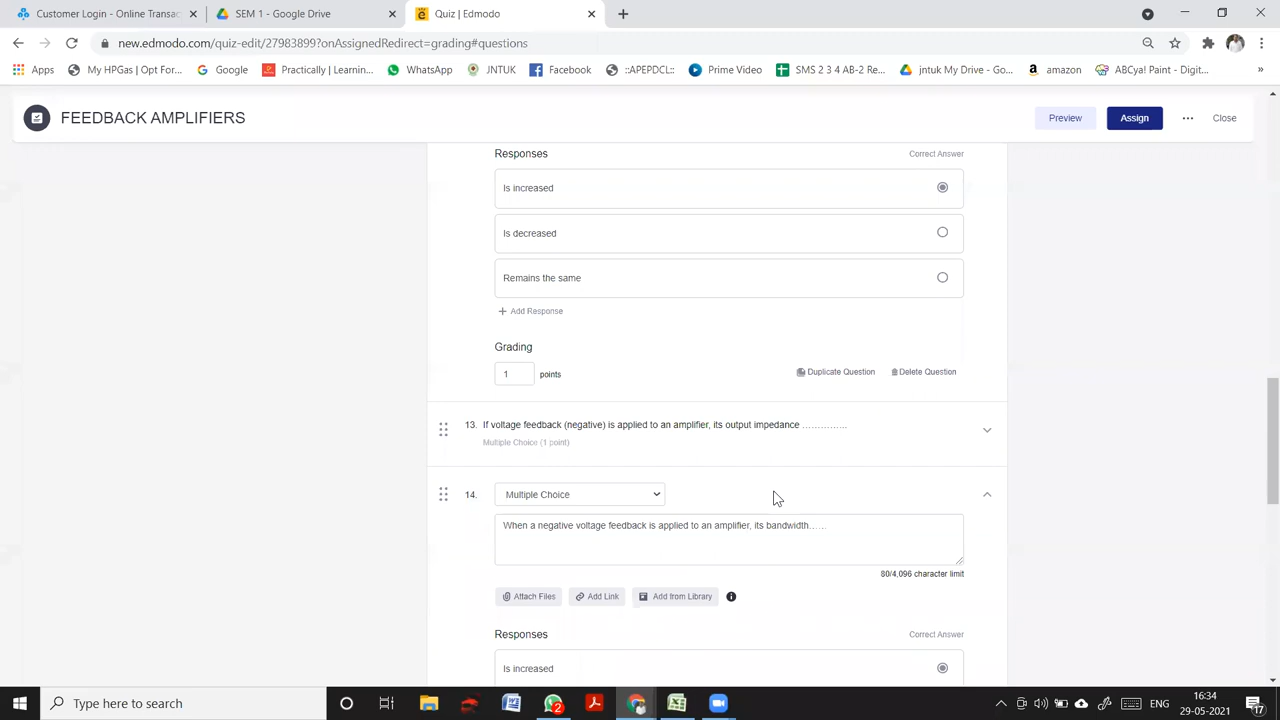 Customer Login - Online Transac
SEM 1 - Google Drive
Quiz | Edmodo
new.edmodo.com/quiz-edit/27983899?onAssignedRedirect=grading#questions
Apps
My HPGas | Opt For...
Google
Practically | Learnin...
WhatsApp
JNTUK
Facebook
::APEPDCL::
Prime Video
SMS 2 3 4 AB-2 Re...
jntuk My Drive - Go...
amazon
ABCya! Paint - Digit...
FEEDBACK AMPLIFIERS
Preview
Assign
Close
Responses
Correct Answer
Is increased
Is decreased
Remains the same
Add Response
Grading
1 points
Duplicate Question
Delete Question
13. If voltage feedback (negative) is applied to an amplifier, its output impedance ……………
Multiple Choice (1 point)
14. Multiple Choice
When a negative voltage feedback is applied to an amplifier, its bandwidth……
80/4,096 character limit
Attach Files
Add Link
Add from Library
Responses
Correct Answer
Is increased
Type here to search
2
ENG
16:34
29-05-2021
17